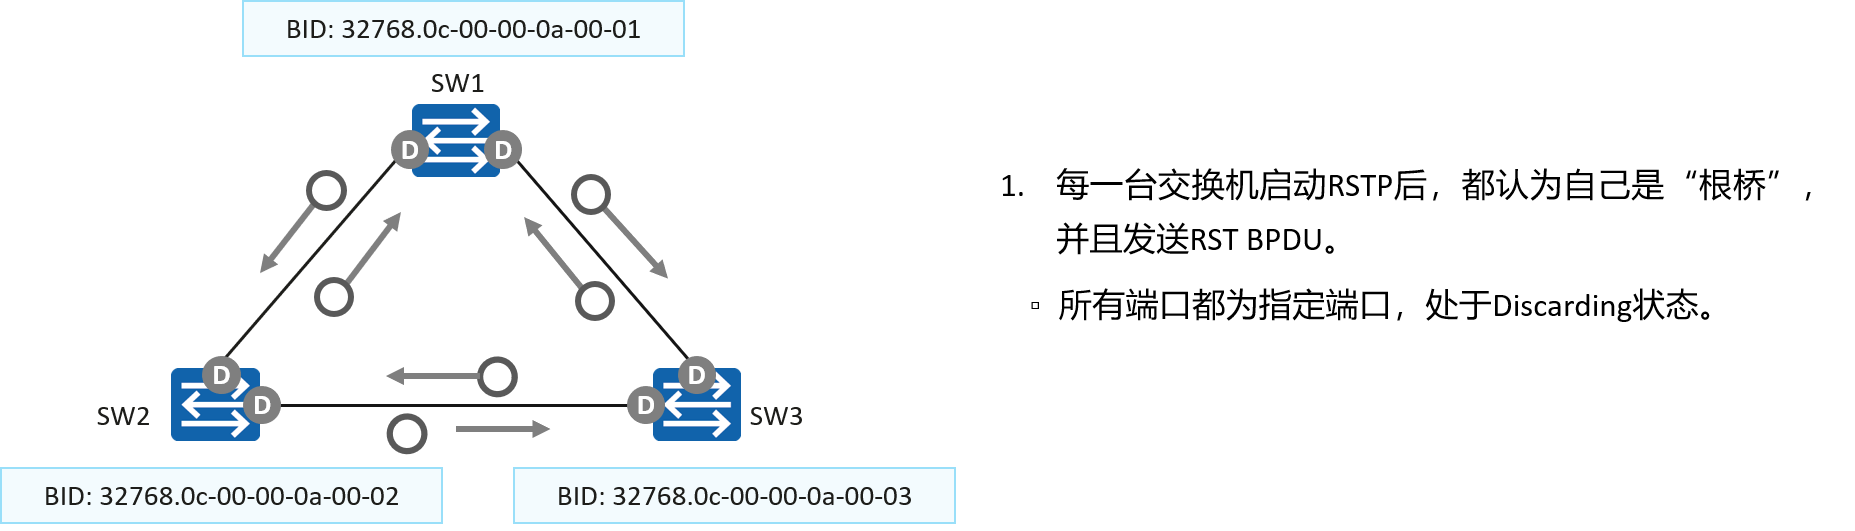 BID: 32768.0c-00-00-0a-00-01
SW1
D
D
D
D
SW2
D
D
SW3
BID: 32768.0c-00-00-0a-00-02
BID: 32768.0c-00-00-0a-00-03
1. 每一台交换机启动RSTP后，都认为自己是“根桥”，
并且发送RST BPDU。
▫ 所有端口都为指定端口，处于Discarding状态。